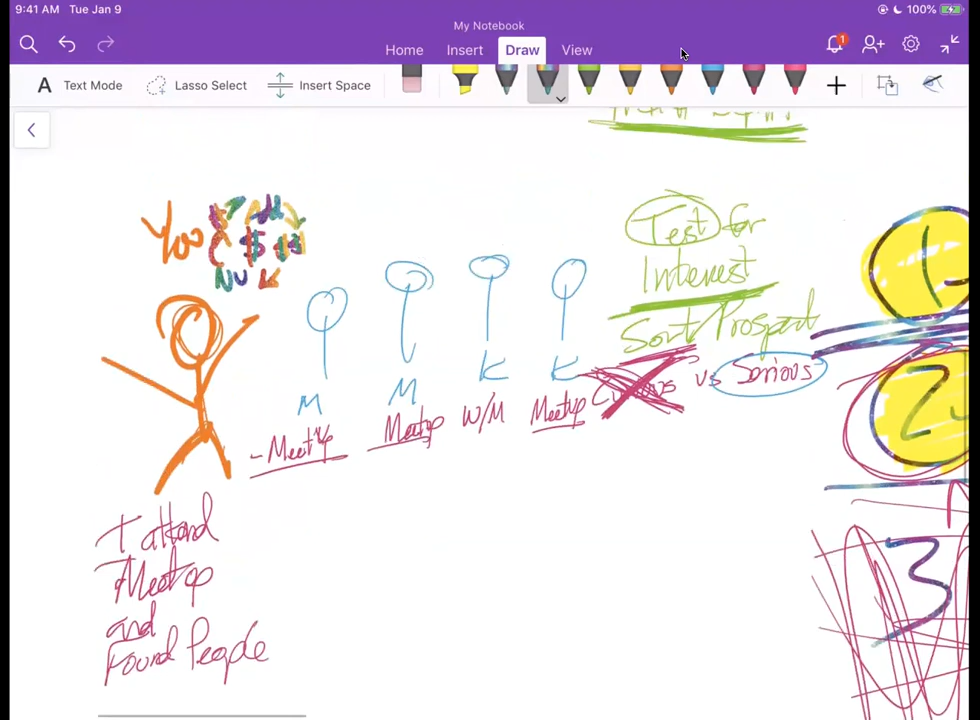 9:41 AM Tue Jan 9
100%
My Notebook
Home Insert Draw View
1
A Text Mode Lasso Select Insert Space
You
$
Test for
Interest
Sort/Prospect
vs Serious
M M K K
- Meetup Meetup W/M Meetup
I attend
Meetup
and
Found People
1
2
3